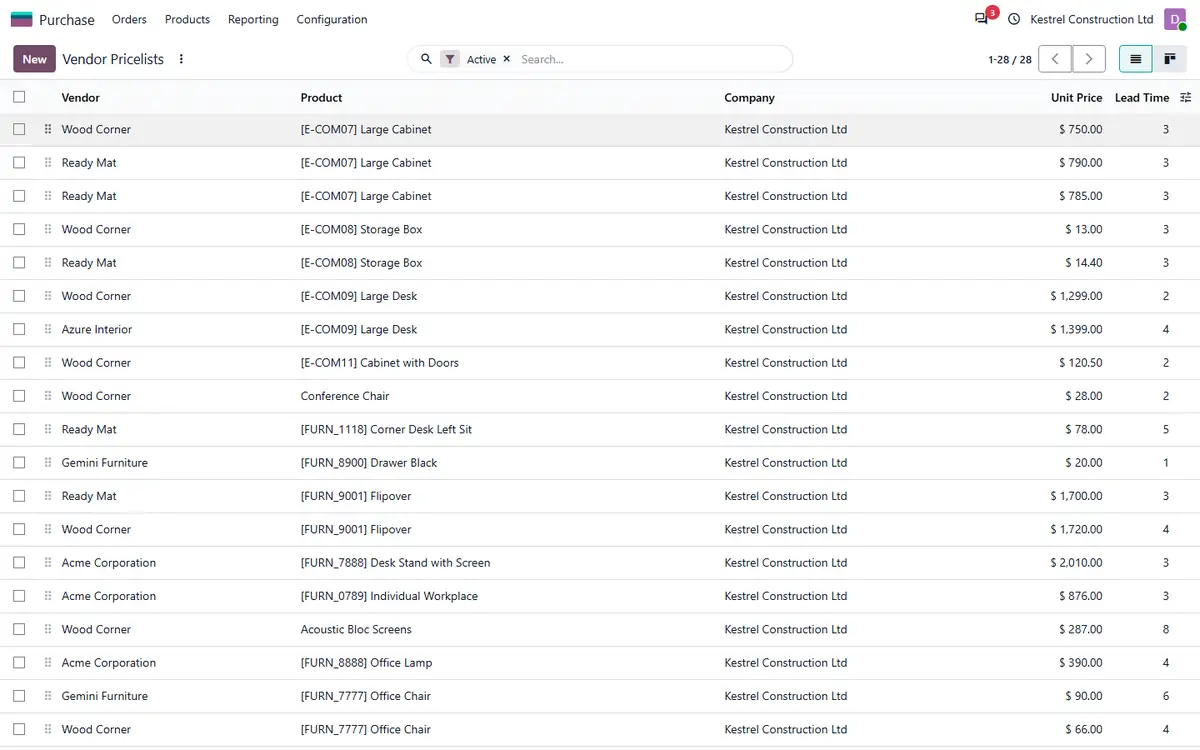 Purchase Orders Products Reporting Configuration 3 Kestrel Construction Ltd D
New Vendor Pricelists Active Search... 1-28 / 28
Vendor Product Company Unit Price Lead Time
Wood Corner [E-COM07] Large Cabinet Kestrel Construction Ltd $ 750.00 3
Ready Mat [E-COM07] Large Cabinet Kestrel Construction Ltd $ 790.00 3
Ready Mat [E-COM07] Large Cabinet Kestrel Construction Ltd $ 785.00 3
Wood Corner [E-COM08] Storage Box Kestrel Construction Ltd $ 13.00 3
Ready Mat [E-COM08] Storage Box Kestrel Construction Ltd $ 14.40 3
Wood Corner [E-COM09] Large Desk Kestrel Construction Ltd $ 1,299.00 2
Azure Interior [E-COM09] Large Desk Kestrel Construction Ltd $ 1,399.00 4
Wood Corner [E-COM11] Cabinet with Doors Kestrel Construction Ltd $ 120.50 2
Wood Corner Conference Chair Kestrel Construction Ltd $ 28.00 2
Ready Mat [FURN_1118] Corner Desk Left Sit Kestrel Construction Ltd $ 78.00 5
Gemini Furniture [FURN_8900] Drawer Black Kestrel Construction Ltd $ 20.00 1
Ready Mat [FURN_9001] Flipover Kestrel Construction Ltd $ 1,700.00 3
Wood Corner [FURN_9001] Flipover Kestrel Construction Ltd $ 1,720.00 4
Acme Corporation [FURN_7888] Desk Stand with Screen Kestrel Construction Ltd $ 2,010.00 3
Acme Corporation [FURN_0789] Individual Workplace Kestrel Construction Ltd $ 876.00 3
Wood Corner Acoustic Bloc Screens Kestrel Construction Ltd $ 287.00 8
Acme Corporation [FURN_8888] Office Lamp Kestrel Construction Ltd $ 390.00 4
Gemini Furniture [FURN_7777] Office Chair Kestrel Construction Ltd $ 90.00 6
Wood Corner [FURN_7777] Office Chair Kestrel Construction Ltd $ 66.00 4